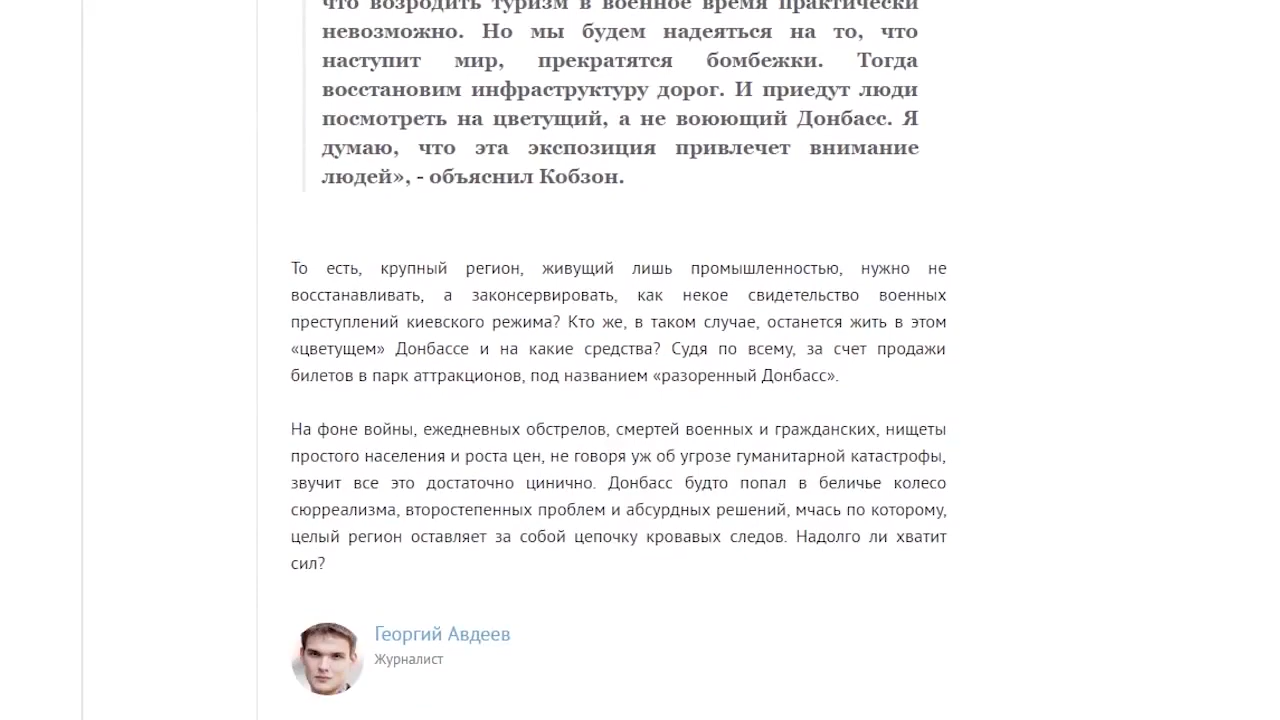 что возродить туризм в военное время практически
невозможно. Но мы будем надеяться на то, что
наступит мир, прекратятся бомбежки. Тогда
восстановим инфраструктуру дорог. И приедут люди
посмотреть на цветущий, а не воюющий Донбасс. Я
думаю, что эта экспозиция привлечет внимание
людей», - объяснил Кобзон.
То есть, крупный регион, живущий лишь промышленностью, нужно не
восстанавливать, а законсервировать, как некое свидетельство военных
преступлений киевского режима? Кто же, в таком случае, останется жить в этом
«цветущем» Донбассе и на какие средства? Судя по всему, за счет продажи
билетов в парк аттракционов, под названием «разоренный Донбасс».
На фоне войны, ежедневных обстрелов, смертей военных и гражданских, нищеты
простого населения и роста цен, не говоря уж об угрозе гуманитарной катастрофы,
звучит все это достаточно цинично. Донбасс будто попал в беличье колесо
сюрреализма, второстепенных проблем и абсурдных решений, мчась по которому,
целый регион оставляет за собой цепочку кровавых следов. Надолго ли хватит
сил?
Георгий Авдеев
Журналист